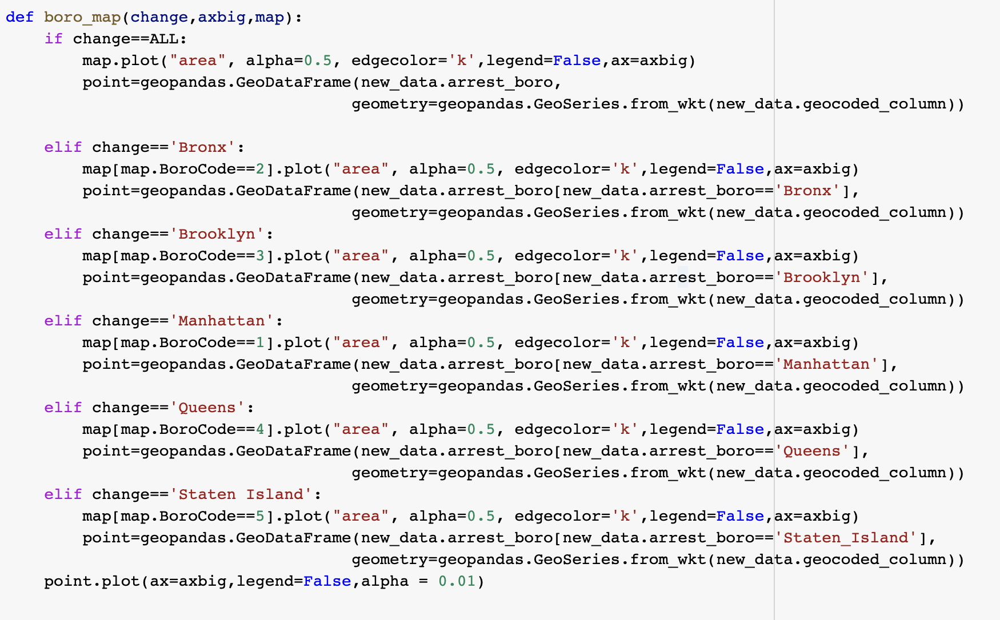 def boro_map(change,axbig,map):
    if change==ALL:
        map.plot("area", alpha=0.5, edgecolor='k',legend=False,ax=axbig)
        point=geopandas.GeoDataFrame(new_data.arrest_boro,
                                    geometry=geopandas.GeoSeries.from_wkt(new_data.geocoded_column))
    elif change=='Bronx':
        map[map.BoroCode==2].plot("area", alpha=0.5, edgecolor='k',legend=False,ax=axbig)
        point=geopandas.GeoDataFrame(new_data.arrest_boro[new_data.arrest_boro=='Bronx'],
                                    geometry=geopandas.GeoSeries.from_wkt(new_data.geocoded_column))
    elif change=='Brooklyn':
        map[map.BoroCode==3].plot("area", alpha=0.5, edgecolor='k',legend=False,ax=axbig)
        point=geopandas.GeoDataFrame(new_data.arrest_boro[new_data.arrest_boro=='Brooklyn'],
                                    geometry=geopandas.GeoSeries.from_wkt(new_data.geocoded_column))
    elif change=='Manhattan':
        map[map.BoroCode==1].plot("area", alpha=0.5, edgecolor='k',legend=False,ax=axbig)
        point=geopandas.GeoDataFrame(new_data.arrest_boro[new_data.arrest_boro=='Manhattan'],
                                    geometry=geopandas.GeoSeries.from_wkt(new_data.geocoded_column))
    elif change=='Queens':
        map[map.BoroCode==4].plot("area", alpha=0.5, edgecolor='k',legend=False,ax=axbig)
        point=geopandas.GeoDataFrame(new_data.arrest_boro[new_data.arrest_boro=='Queens'],
                                    geometry=geopandas.GeoSeries.from_wkt(new_data.geocoded_column))
    elif change=='Staten Island':
        map[map.BoroCode==5].plot("area", alpha=0.5, edgecolor='k',legend=False,ax=axbig)
        point=geopandas.GeoDataFrame(new_data.arrest_boro[new_data.arrest_boro=='Staten_Island'],
                                    geometry=geopandas.GeoSeries.from_wkt(new_data.geocoded_column))
    point.plot(ax=axbig,legend=False,alpha = 0.01)